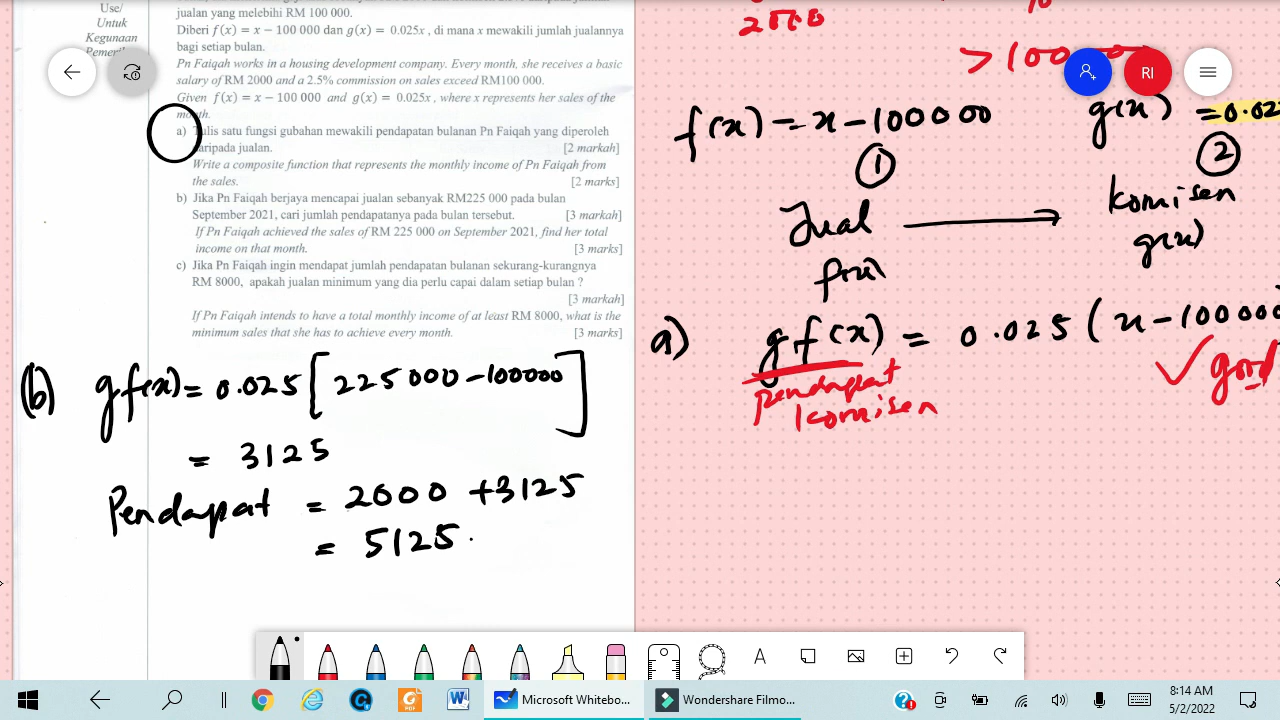 Use/
Untuk
Kegunaan
jualan yang melebihi RM 100 000.
Diberi f(x) = x − 100 000 dan g(x) = 0.025x, di mana x mewakili jumlah jualannya
bagi setiap bulan.
Pn Faiqah works in a housing development company. Every month, she receives a basic
salary of RM 2000 and a 2.5% commission on sales exceed RM100 000.
Given f(x) = x − 100 000 and g(x) = 0.025x, where x represents her sales of the
month.
a) Tulis satu fungsi gubahan mewakili pendapatan bulanan Pn Faiqah yang diperoleh
daripada jualan. [2 markah]
Write a composite function that represents the monthly income of Pn Faiqah from
the sales. [2 marks]
b) Jika Pn Faiqah berjaya mencapai jualan sebanyak RM225 000 pada bulan
September 2021, cari jumlah pendapatanya pada bulan tersebut. [3 markah]
If Pn Faiqah achieved the sales of RM 225 000 on September 2021, find her total
income on that month. [3 marks]
c) Jika Pn Faiqah ingin mendapat jumlah pendapatan bulanan sekurang-kurangnya
RM 8000, apakah jualan minimum yang dia perlu capai dalam setiap bulan ?
[3 markah]
If Pn Faiqah intends to have a total monthly income of at least RM 8000, what is the
minimum sales that she has to achieve every month. [3 marks]
(b) gf(x) = 0.025 [225000 − 100000]
= 3125
Pendapat = 2000 + 3125
= 5125.
2000
%
> 100
RI
f(x) = x − 100000 g(x) = 0.02
1 2
Jual → komisen
f(x) g(x)
a) gf(x) = 0.025 (x − 100000
pendapat
komisen
✓ good
A
Microsoft Whitebo...
Wondershare Filmo...
8:14 AM
5/2/2022